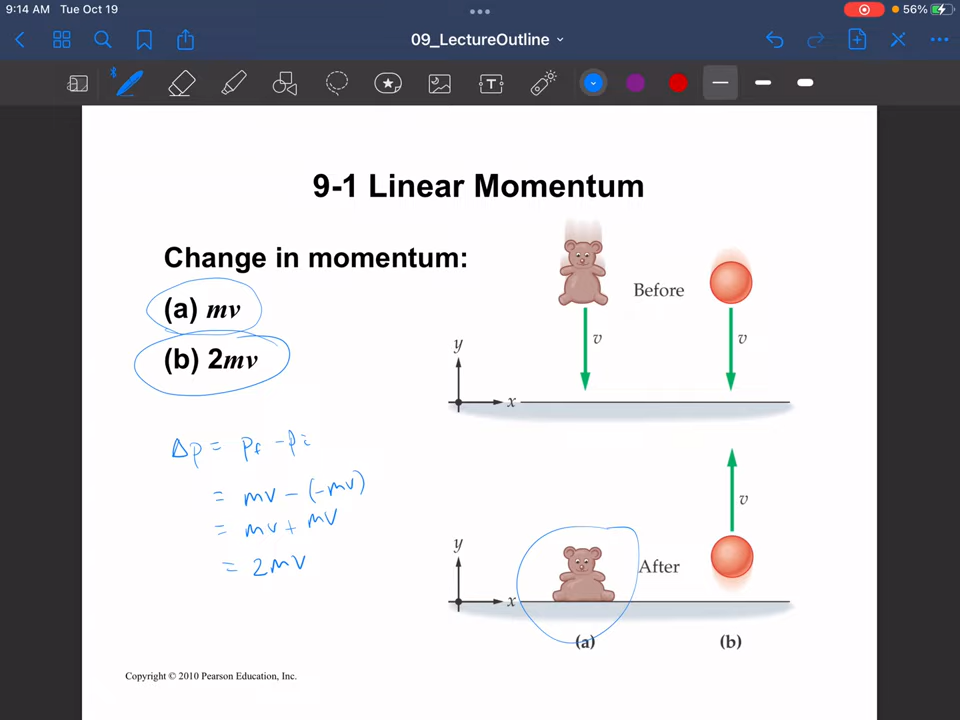 9:14 AM Tue Oct 19
56%
09_LectureOutline
T
9-1 Linear Momentum
Change in momentum:
(a) mv
(b) 2mv
Before
v
v
y
x
Δp = pf - pi
= mv - (-mv)
= mv + mv
= 2mv
v
y
After
x
(a)
(b)
Copyright © 2010 Pearson Education, Inc.